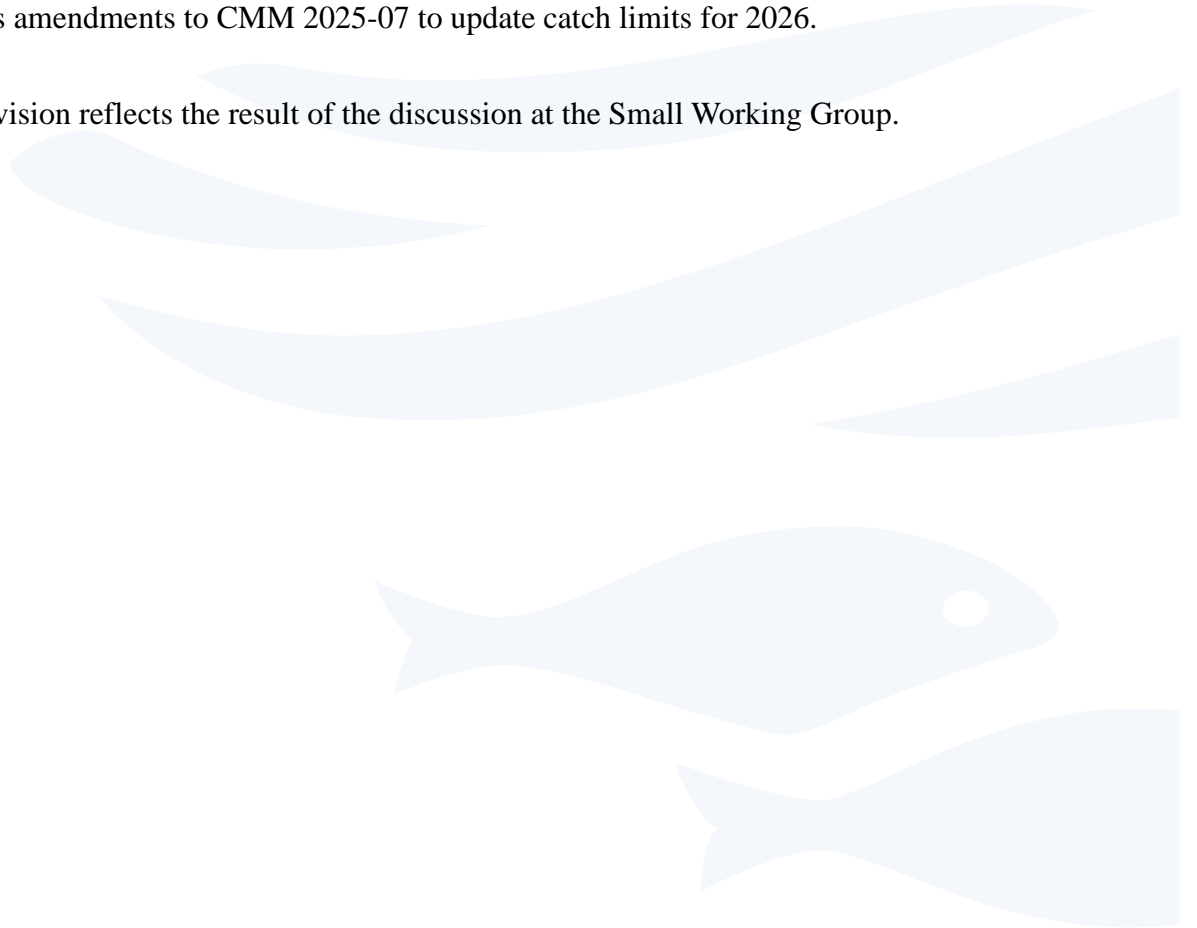 s amendments to CMM 2025-07 to update catch limits for 2026.
vision reflects the result of the discussion at the Small Working Group.